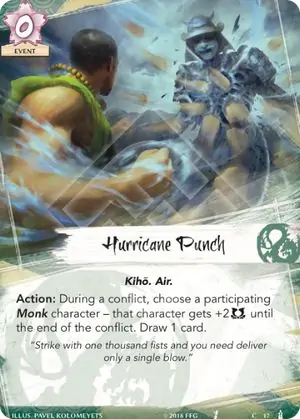 0
EVENT
Hurricane Punch
Kihō. Air.
Action: During a conflict, choose a participating
Monk character – that character gets +2 until
the end of the conflict. Draw 1 card.
"Strike with one thousand fists and you need deliver
only a single blow."
ILLUS. PAVEL KOLOMEYETS © 2018 FFG C 17